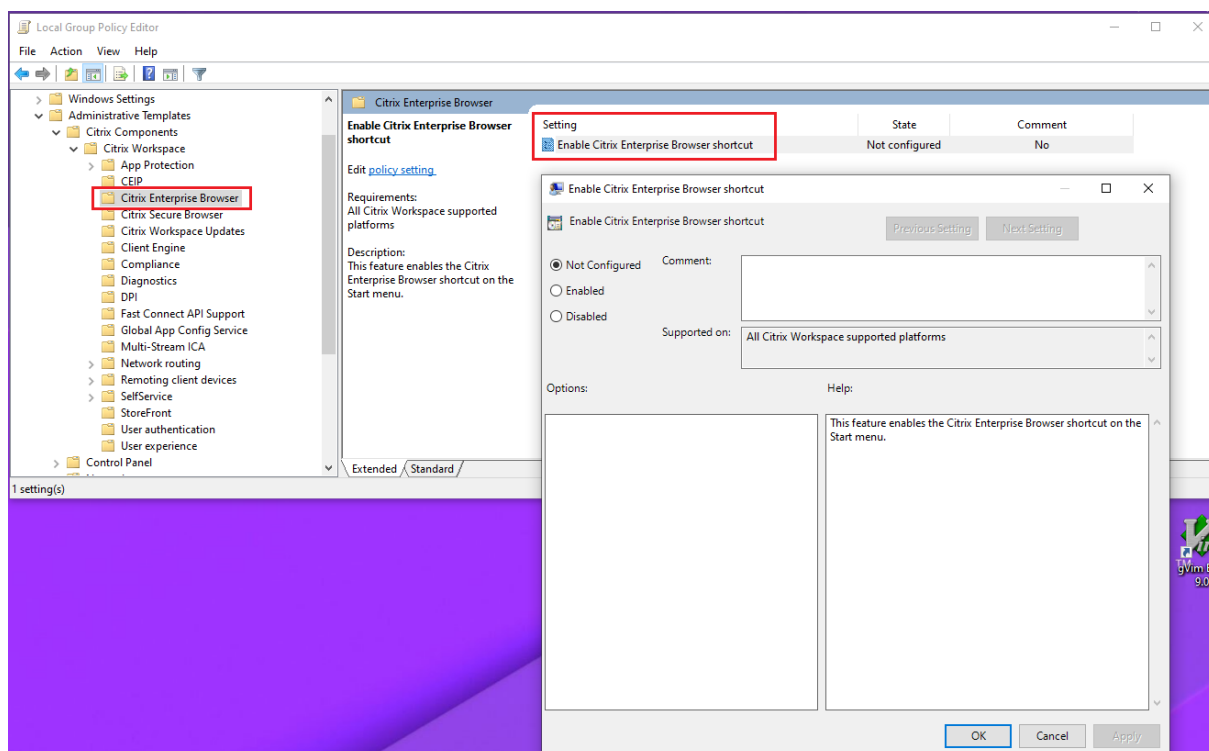 Local Group Policy Editor
File Action View Help
Windows Settings
Administrative Templates
Citrix Components
Citrix Workspace
App Protection
CEIP
Citrix Enterprise Browser
Citrix Secure Browser
Citrix Workspace Updates
Client Engine
Compliance
Diagnostics
DPI
Fast Connect API Support
Global App Config Service
Multi-Stream ICA
Network routing
Remoting client devices
SelfService
StoreFront
User authentication
User experience
Control Panel
1 setting(s)
Citrix Enterprise Browser
Enable Citrix Enterprise Browser
shortcut
Edit policy setting
Requirements:
All Citrix Workspace supported
platforms
Description:
This feature enables the Citrix
Enterprise Browser shortcut on the
Start menu.
Setting State Comment
Enable Citrix Enterprise Browser shortcut Not configured No
Extended Standard
Enable Citrix Enterprise Browser shortcut
Enable Citrix Enterprise Browser shortcut
Previous Setting Next Setting
Not Configured Comment:
Enabled
Disabled
Supported on: All Citrix Workspace supported platforms
Options: Help:
This feature enables the Citrix Enterprise Browser shortcut on the
Start menu.
OK Cancel Apply
gVim
9.0